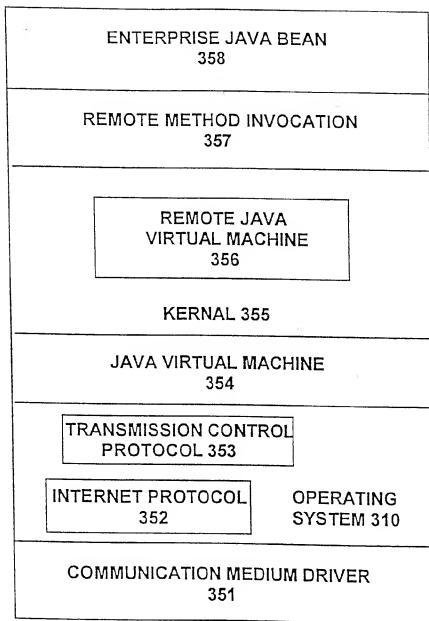 ENTERPRISE JAVA BEAN
358
REMOTE METHOD INVOCATION
357
REMOTE JAVA
VIRTUAL MACHINE
356
KERNAL 355
JAVA VIRTUAL MACHINE
354
TRANSMISSION CONTROL
PROTOCOL 353
INTERNET PROTOCOL
352
OPERATING
SYSTEM 310
COMMUNICATION MEDIUM DRIVER
351